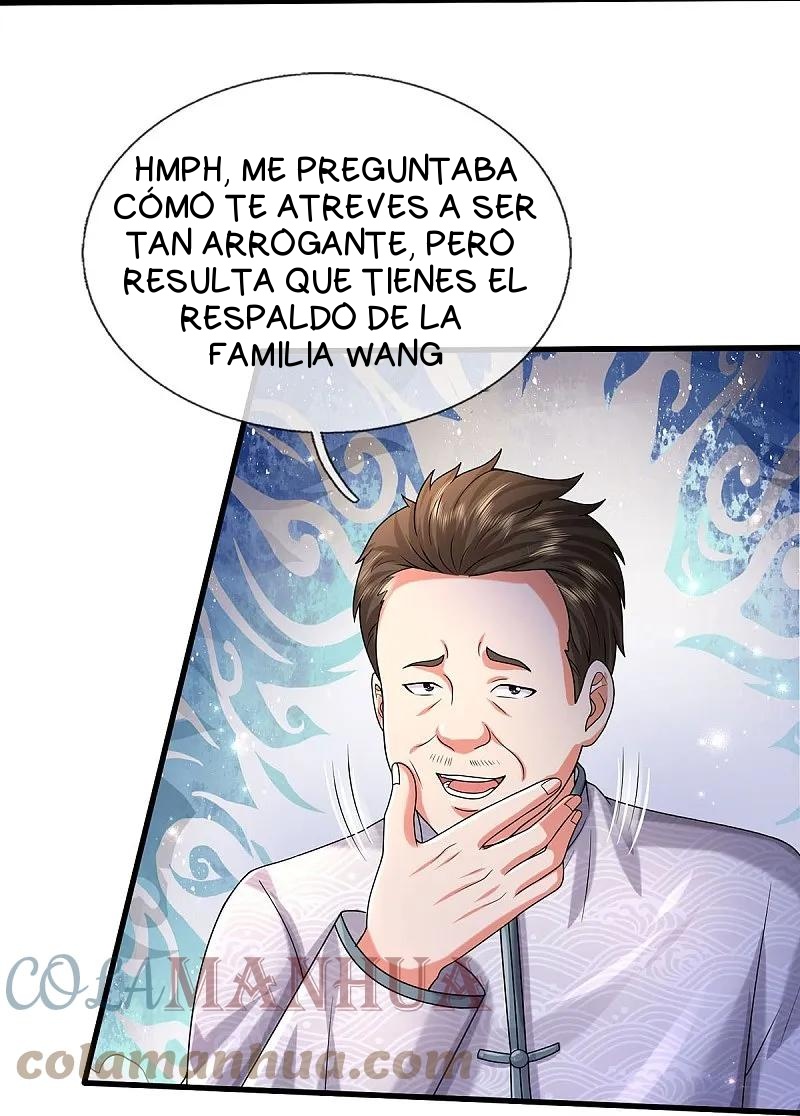 HMPH, ME PREGUNTABA
CÓMO TE ATREVES A SER
TAN ARROGANTE, PERO
RESULTA QUE TIENES EL
RESPALDO DE LA
FAMILIA WANG
COLAMANHUA
colamanhua.com